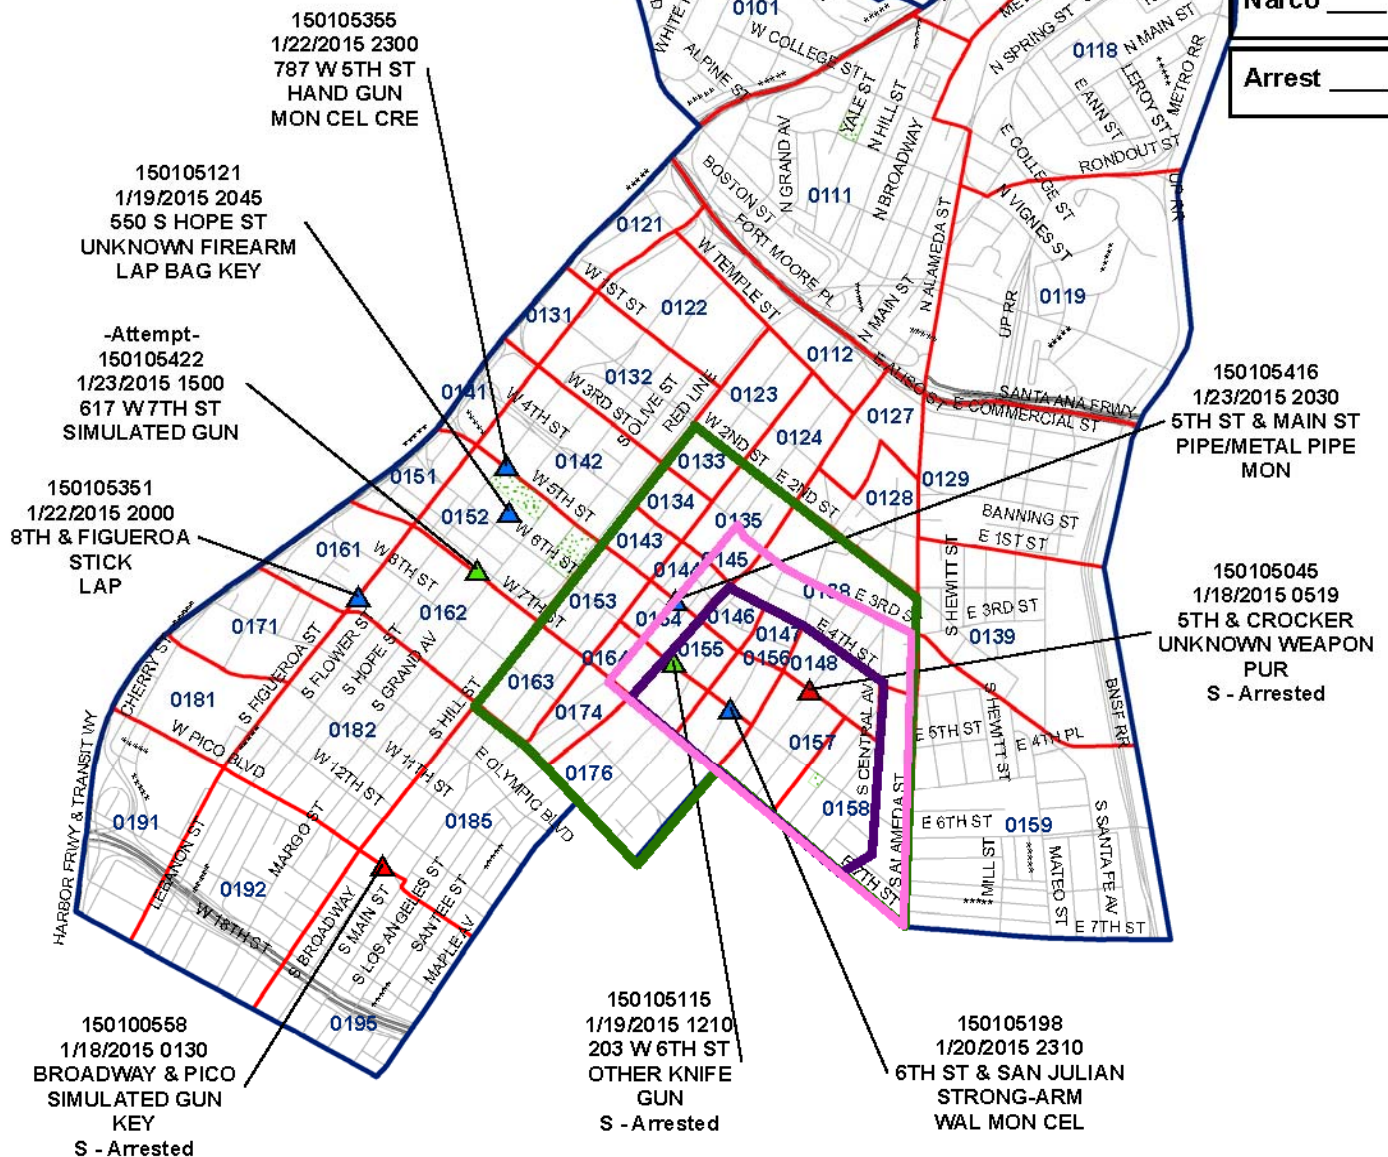 150105355
1/22/2015 2300
787 W 5TH ST
HAND GUN
MON CEL CRE
150105121
1/19/2015 2045
550 S HOPE ST
UNKNOWN FIREARM
LAP BAG KEY
-Attempt-
150105422
1/23/2015 1500
617 W 7TH ST
SIMULATED GUN
150105351
1/22/2015 2000
8TH & FIGUEROA
STICK
LAP
150105416
1/23/2015 2030
5TH ST & MAIN ST
PIPE/METAL PIPE
MON
150105045
1/18/2015 0519
5TH & CROCKER
UNKNOWN WEAPON
PUR
S - Arrested
150100558
1/18/2015 0130
BROADWAY & PICO
SIMULATED GUN
KEY
S - Arrested
150105115
1/19/2015 1210
203 W 6TH ST
OTHER KNIFE
GUN
S - Arrested
150105198
1/20/2015 2310
6TH ST & SAN JULIAN
STRONG-ARM
WAL MON CEL
Narco ____
Arrest ____
0101
W COLLEGE ST
ALPINE ST
YALE ST
N HILL ST
N SPRING ST
N MAIN ST
0118
LEROY ST
METRO RR
E ANN ST
E COLLEGE ST
RONDOUT ST
UP RR
N GRAND AV
N BROADWAY
BOSTON ST
0111
N VIGNES ST
FORT MOORE PL
N ALAMEDA ST
0121
W TEMPLE ST
N MAIN ST
UP RR
0119
W 1ST ST
0122
0131
0112
E ALISO ST
SANTA ANA FRWY
E COMMERCIAL ST
0132
0141
W 3RD ST
S OLIVE ST
RED LINE
0123
0127
W 4TH ST
W 2ND ST
0124
0142
0133
0151
W 5TH ST
0134
E 2ND ST
0128
0129
0152
W 6TH ST
0135
BANNING ST
E 1ST ST
0161
W 8TH ST
0143
0145
0144
W 7TH ST
0153
E 3RD ST
S HEWITT ST
E 3RD ST
0162
0146
0139
0171
0147
E 4TH ST
0155
0156
0148
CHERRY ST
S FIGUEROA ST
S FLOWER ST
S HOPE ST
S GRAND AV
0164
0163
0181
S HILL ST
0174
S CENTRAL AV
S HEWITT ST
BNSF RR
0182
0157
E 5TH ST
E 4TH PL
W PICO BLVD
W 12TH ST
W 11TH ST
E OLYMPIC BLVD
0176
0158
S ALAMEDA ST
0191
MARGO ST
0185
E 6TH ST
0159
S SANTA FE AV
HARBOR FRWY & TRANSIT WY
LEBANON ST
0192
E 7TH ST
MILL ST
MATEO ST
W 18TH ST
S BROADWAY
S MAIN ST
S LOS ANGELES ST
SANTEE ST
MAPLE AV
E 7TH ST
0195